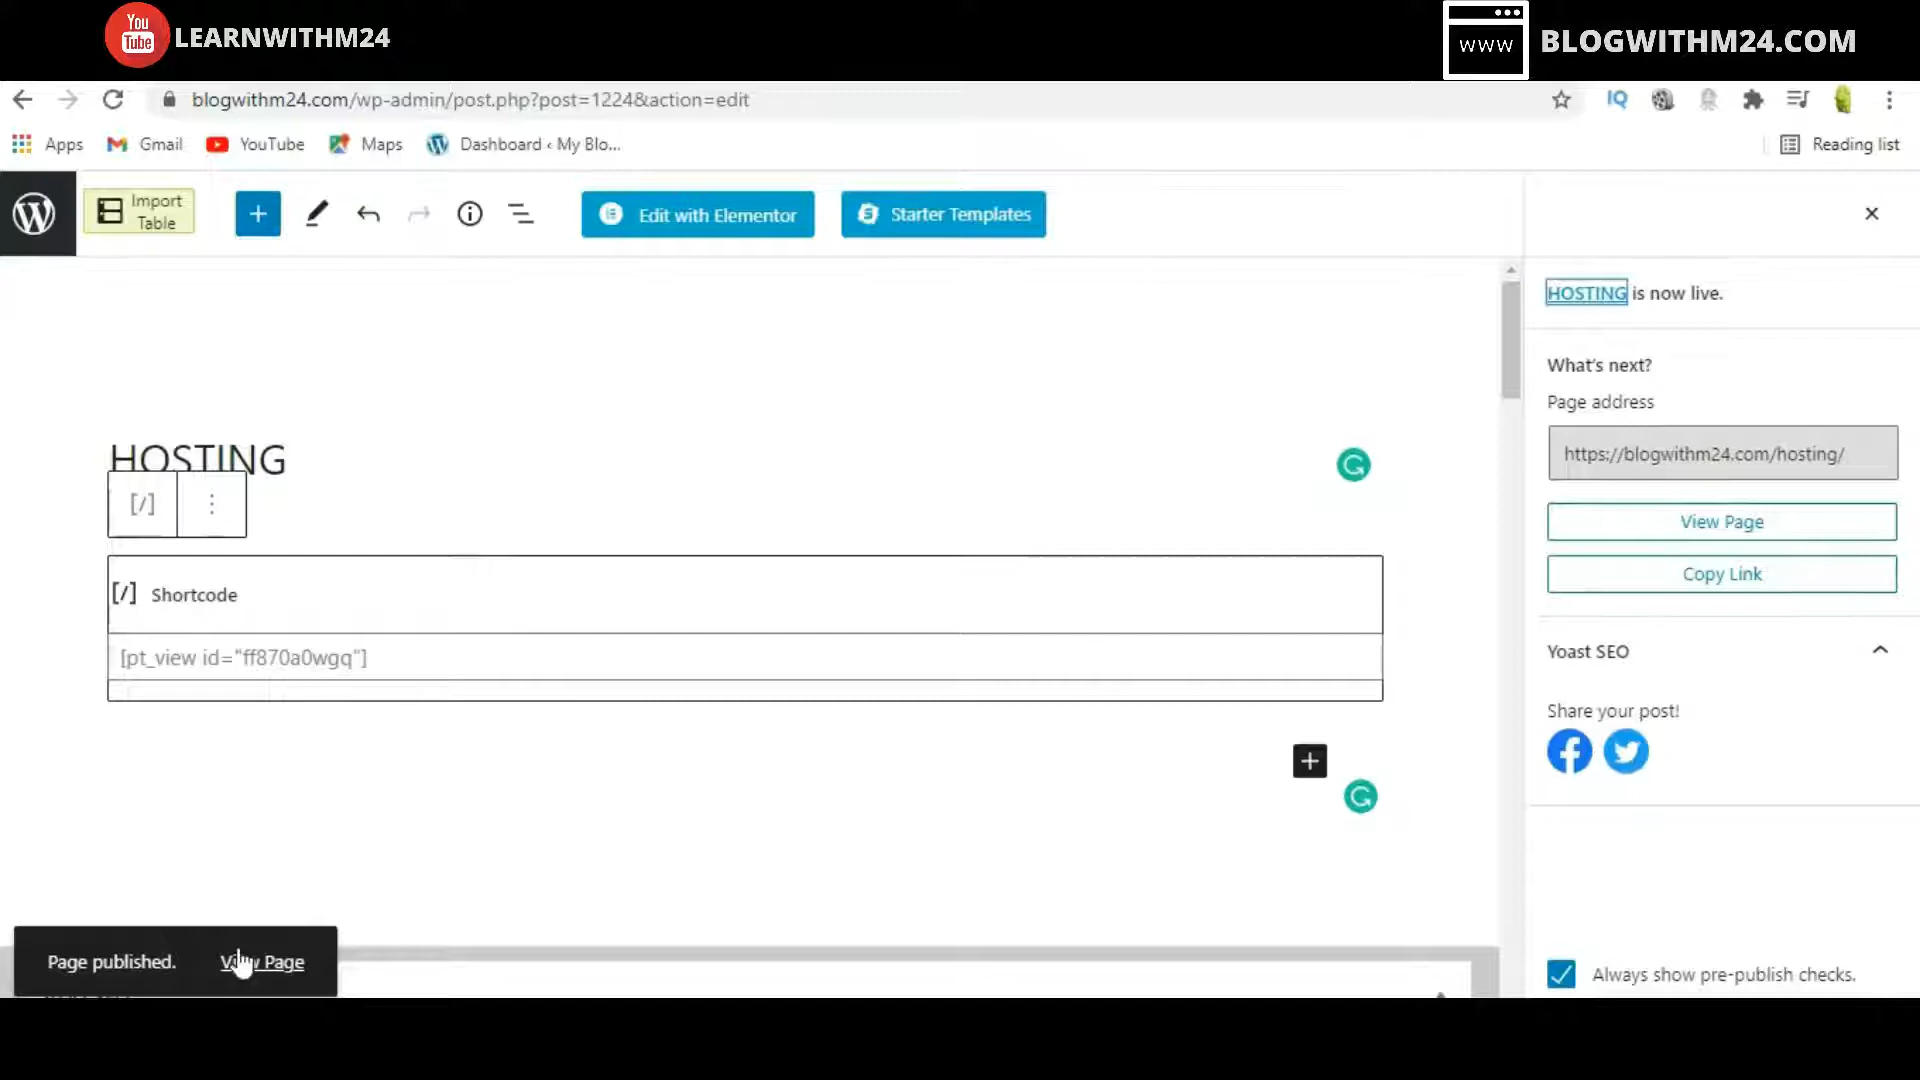 You
Tube
LEARNWITHM24
WWW
BLOGWITHM24.COM
blogwithm24.com/wp-admin/post.php?post=1224&action=edit
IQ
Apps
Gmail
YouTube
Maps
Dashboard ‹ My Blo...
Reading list
Import
Table
Edit with Elementor
Starter Templates
HOSTING is now live.
What's next?
Page address
https://blogwithm24.com/hosting/
View Page
Copy Link
HOSTING
[/]
[/] Shortcode
[pt_view id="ff870a0wgq"]
Yoast SEO
Share your post!
Page published.
View Page
Always show pre-publish checks.